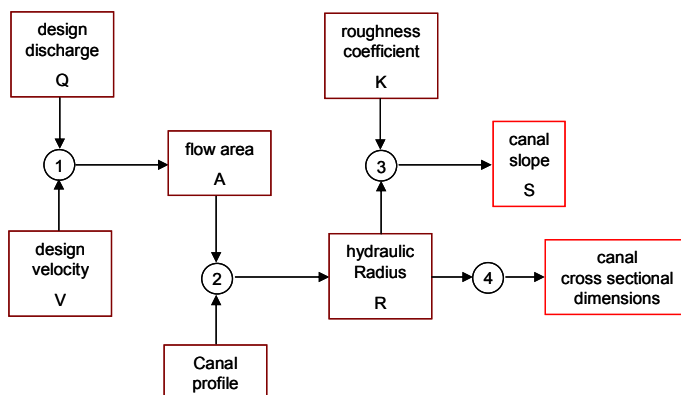 design
discharge
Q
roughness
coefficient
K
1
flow area
A
3
canal
slope
S
design
velocity
V
2
hydraulic
Radius
R
4
canal
cross sectional
dimensions
Canal
profile